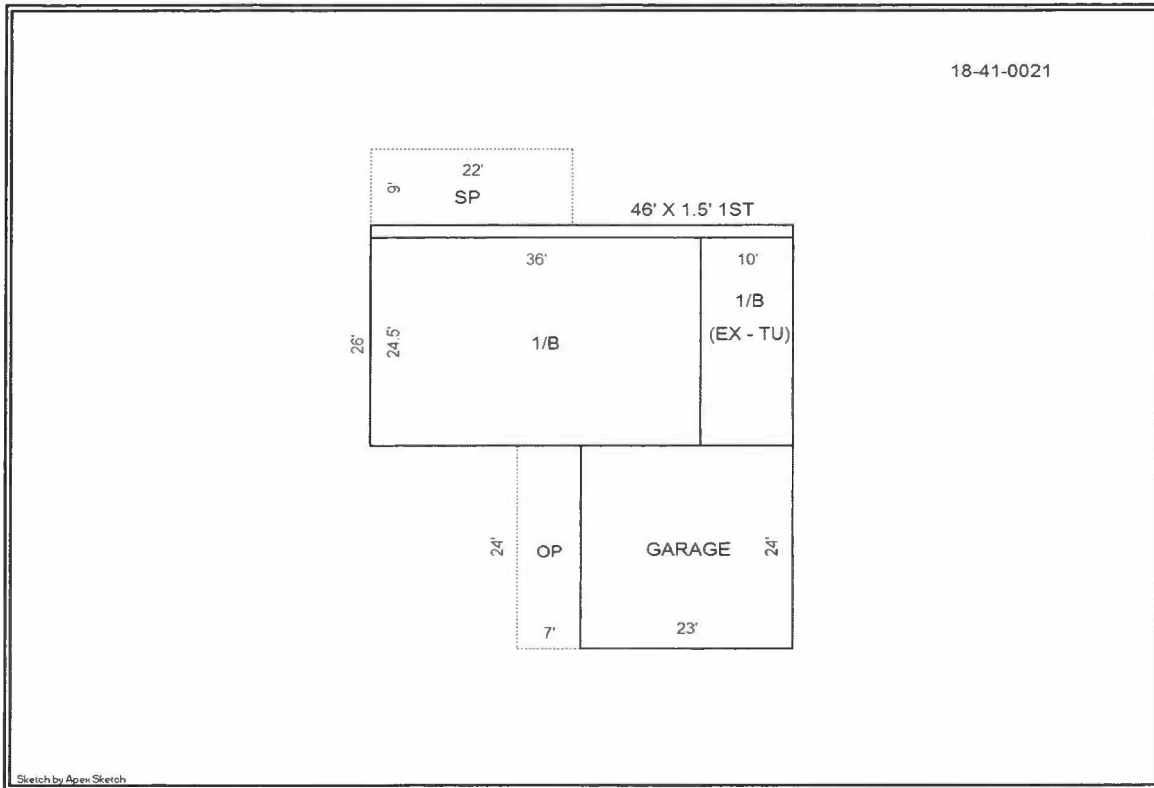 18-41-0021
22'
9'
SP
46' X 1.5' 1ST
36'
10'
1/B
(EX - TU)
26'
24.5'
1/B
24'
OP
GARAGE
24'
7'
23'
Sketch by Apex Sketch